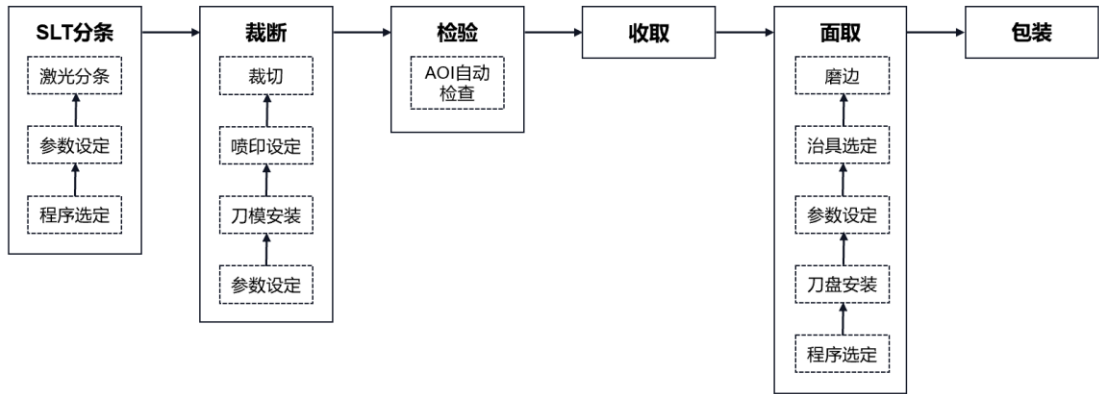 SLT分条
激光分条
参数设定
程序选定
裁断
裁切
喷印设定
刀模安装
参数设定
检验
AOI自动
检查
收取
面取
磨边
治具选定
参数设定
刀盘安装
程序选定
包装